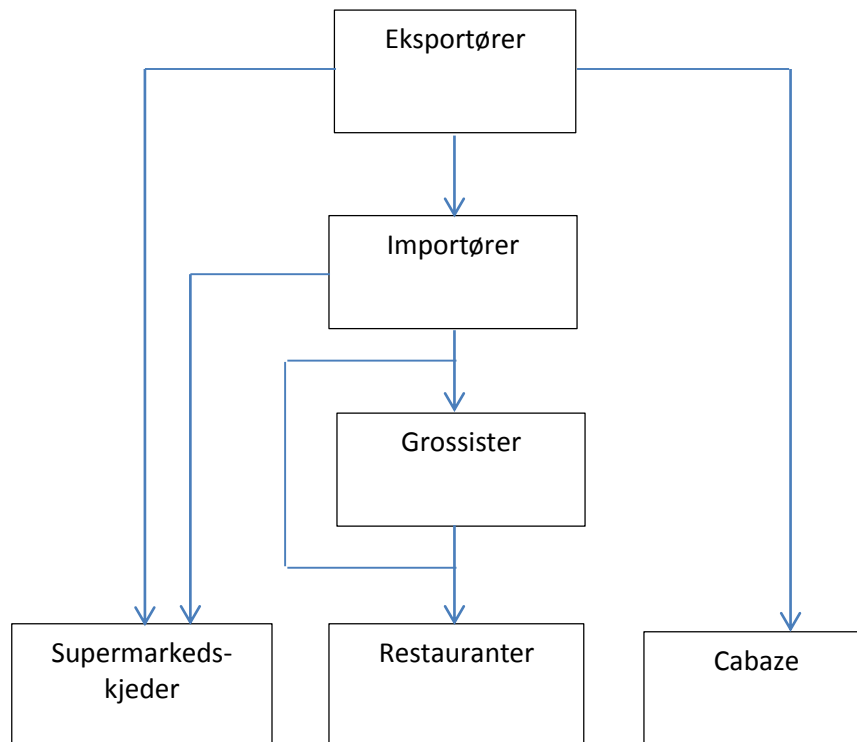 Eksportører
Importører
Grossister
Supermarkeds-
kjeder
Restauranter
Cabaze